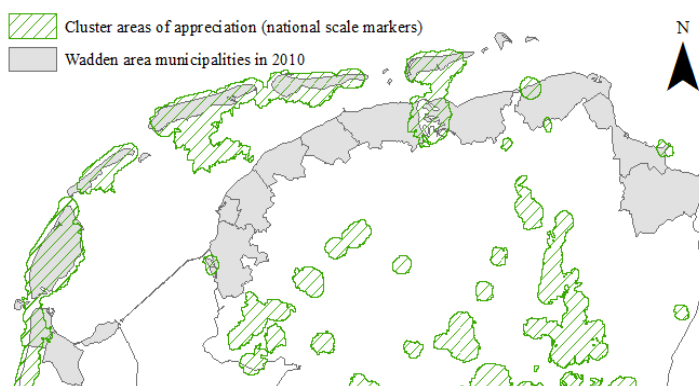 Cluster areas of appreciation (national scale markers)
Wadden area municipalities in 2010
N